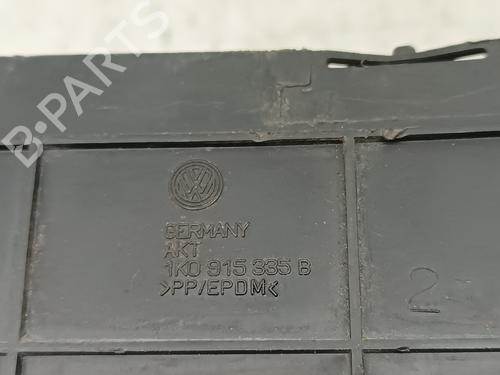 B-PARTS
GERMANY
AKT
1K0 915 335 B
>PP/EPDM<
2